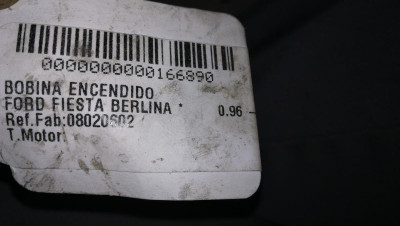 0000000000166890
BOBINA ENCENDIDO
FORD FIESTA BERLINA * 0.96 -
Ref.Fab:08020602
T.Motor: